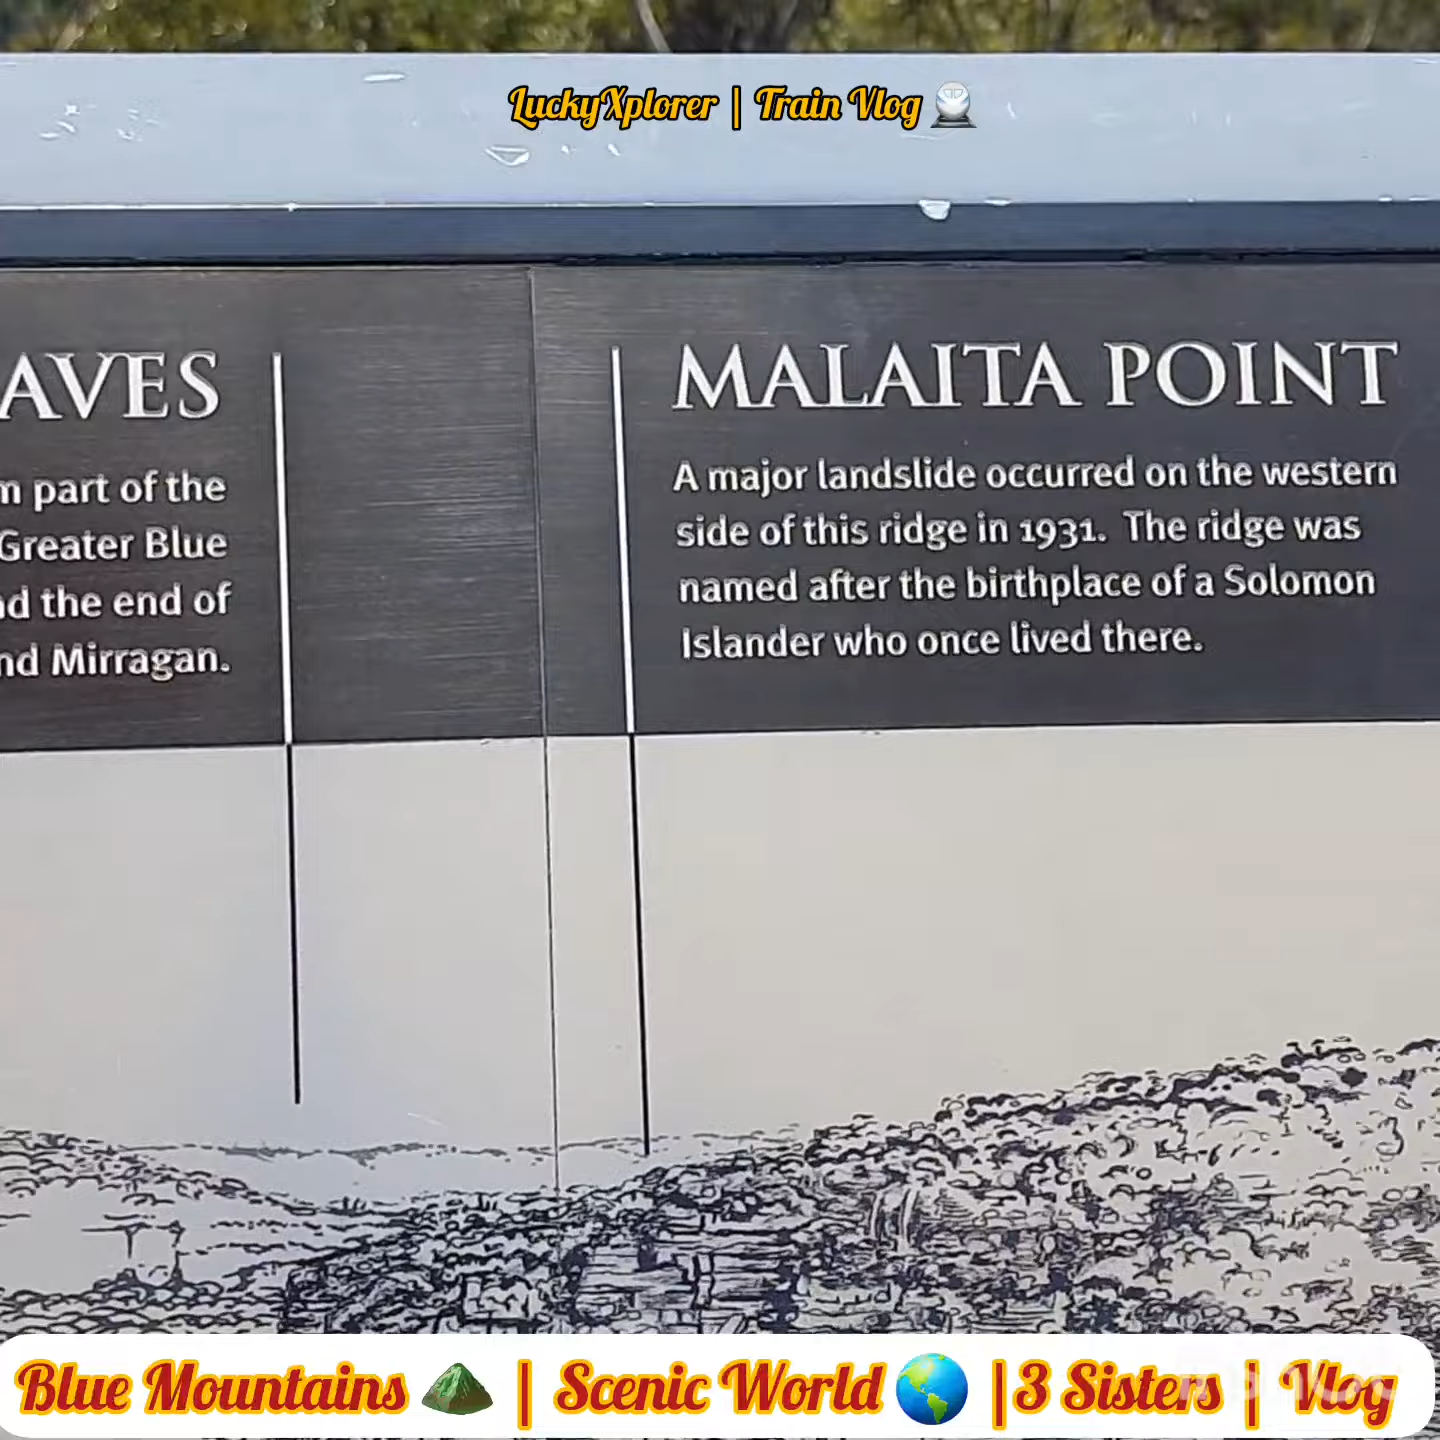 LuckyXplorer | Train Vlog
AVES
m part of the
Greater Blue
nd the end of
nd Mirragan.
MALAITA POINT
A major landslide occurred on the western
side of this ridge in 1931. The ridge was
named after the birthplace of a Solomon
Islander who once lived there.
Blue Mountains | Scenic World | 3 Sisters | Vlog